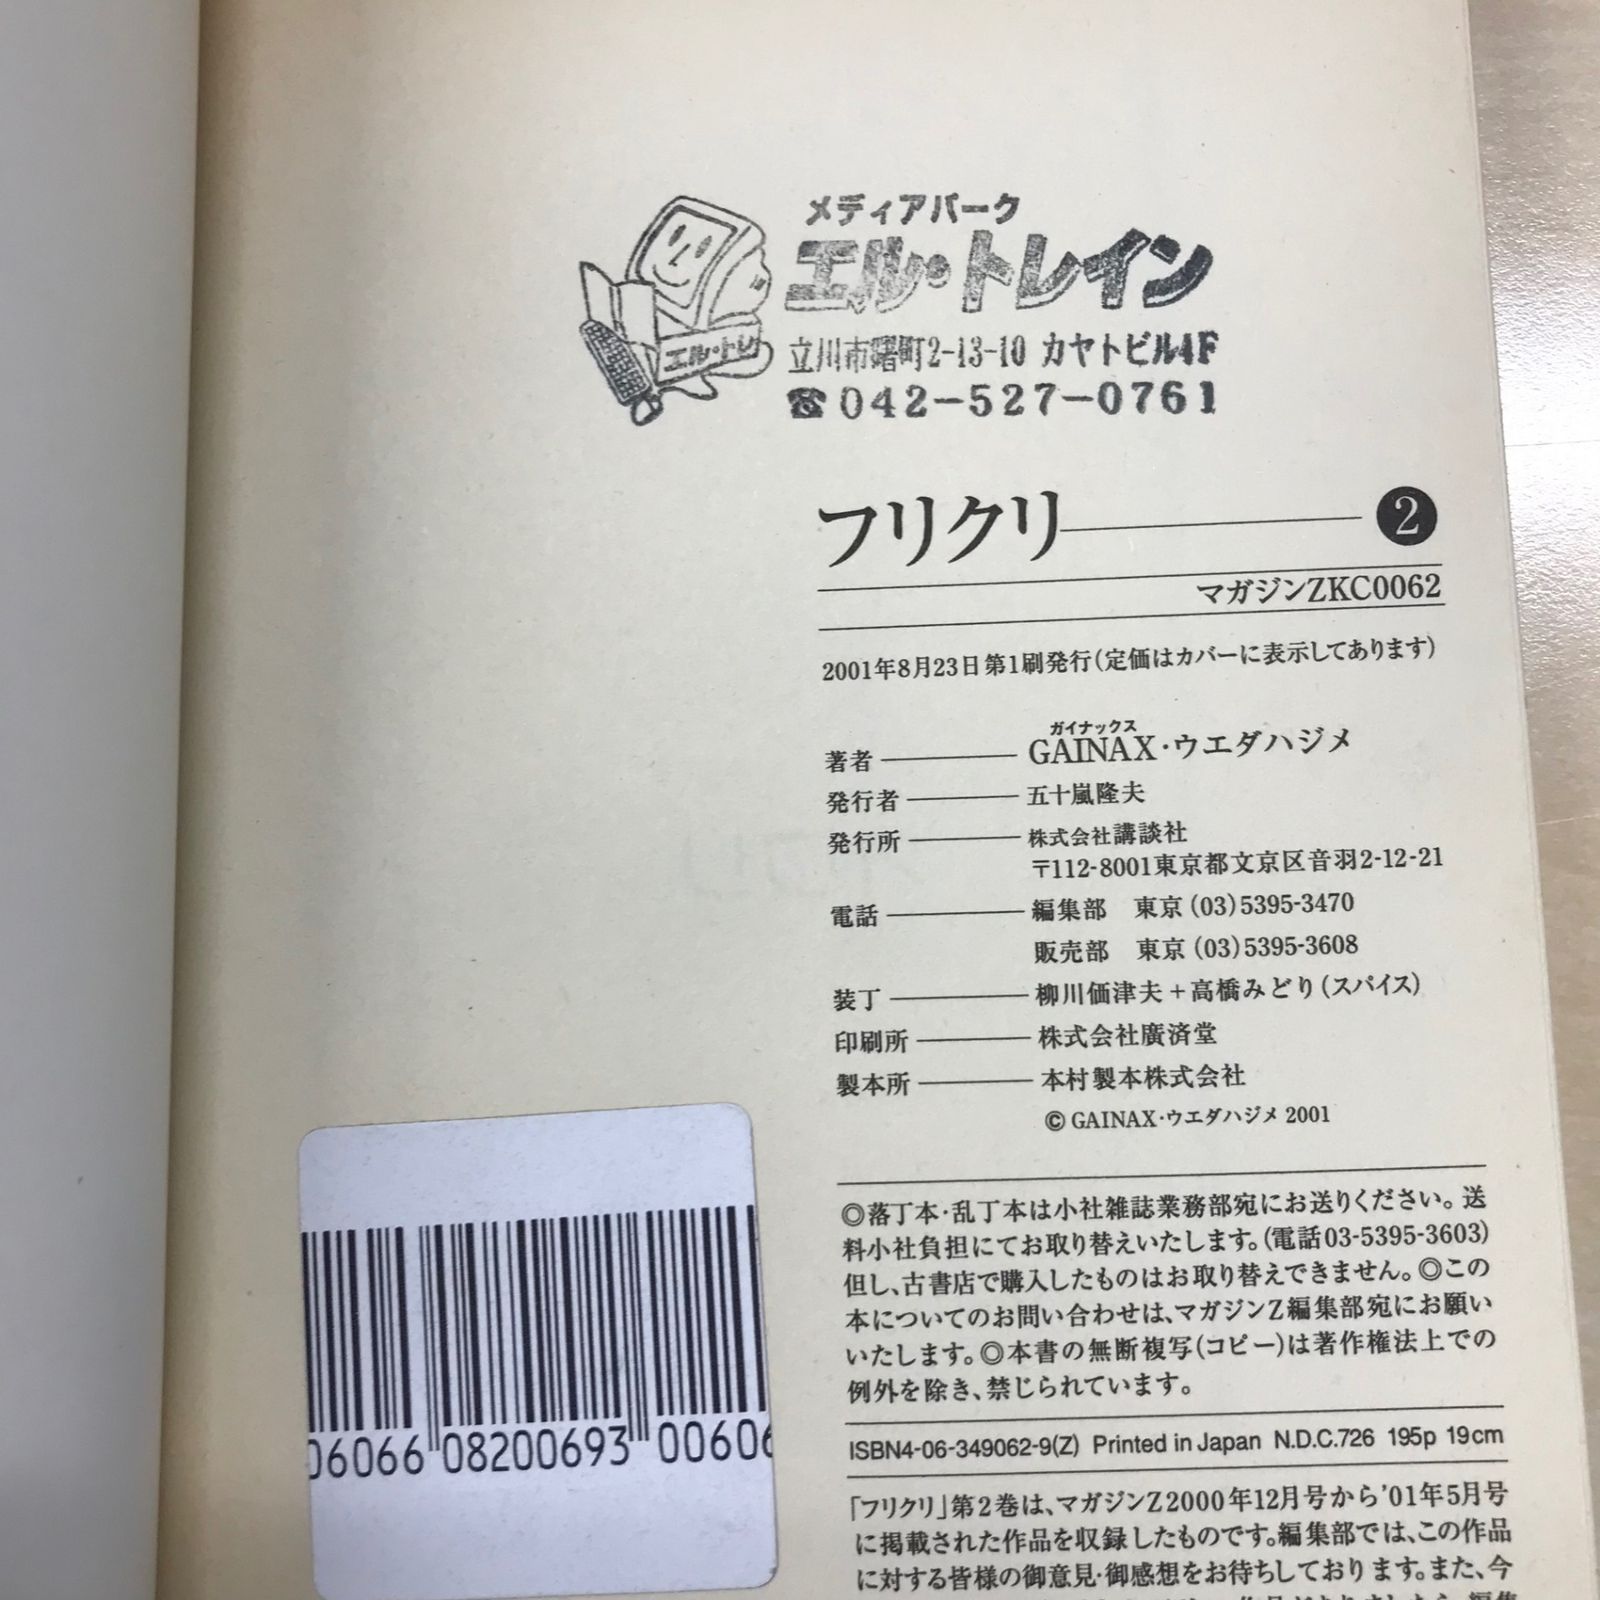 メディアパーク
エル・トレイン
エル・トレ
立川市曙町2-13-10 カヤトビル4F
☎042-527-0761
フリクリ 2
マガジンZKC0062
2001年8月23日第1刷発行(定価はカバーに表示してあります)
ガイナックス
著者 GAINAX・ウエダハジメ
発行者 五十嵐隆夫
発行所 株式会社講談社
〒112-8001東京都文京区音羽2-12-21
電話 編集部 東京(03)5395-3470
販売部 東京(03)5395-3608
装丁 柳川価津夫+高橋みどり(スパイス)
印刷所 株式会社廣済堂
製本所 本村製本株式会社
© GAINAX・ウエダハジメ 2001
◎落丁本・乱丁本は小社雑誌業務部宛にお送りください。送
料小社負担にてお取り替えいたします。(電話03-5395-3603)
但し、古書店で購入したものはお取り替えできません。◎この
本についてのお問い合わせは、マガジンZ編集部宛にお願い
いたします。◎本書の無断複写(コピー)は著作権法上での
例外を除き、禁じられています。
ISBN4-06-349062-9(Z) Printed in Japan N.D.C.726 195p 19cm
「フリクリ」第2巻は、マガジンZ2000年12月号から'01年5月号
に掲載された作品を収録したものです。編集部では、この作品
に対する皆様の御意見・御感想をお待ちしております。また、今
06066 08200693 00606